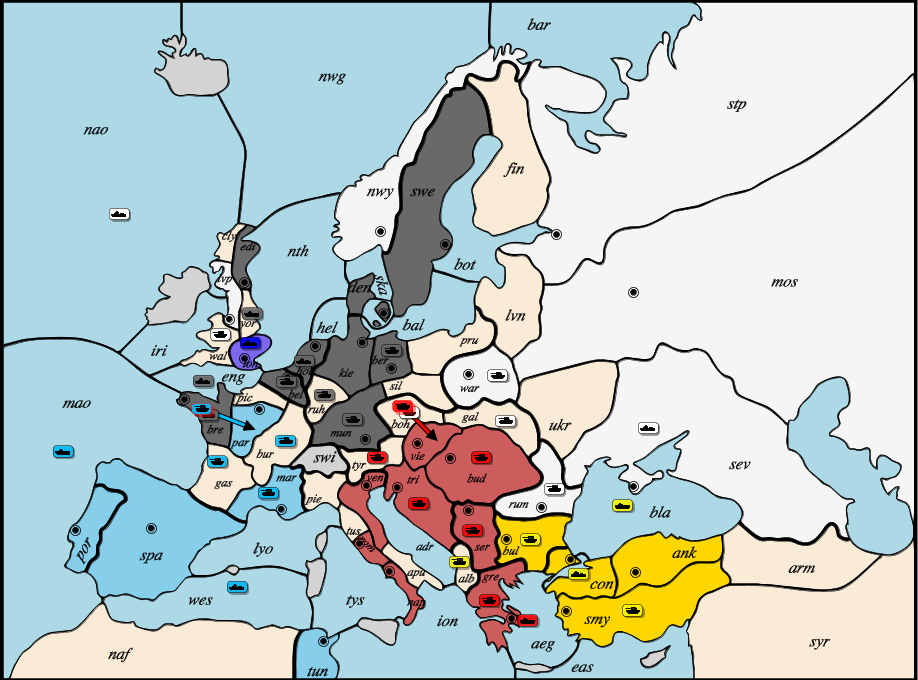 bar
nwg
stp
nao
fin
nwy
swe
cly
edi
nth
bot
mos
lvp
den
ska
lvn
yor
hel
bal
iri
wal
lon
pru
hol
kie
ber
eng
war
mao
bel
sil
pic
ruh
gal
ukr
bre
boh
par
mun
bur
vie
swi
tyr
sev
gas
mar
ven
tri
bud
pie
rum
bla
por
spa
lyo
tus
rom
adr
ser
bul
ank
apu
alb
gre
con
arm
wes
tys
nap
smy
ion
aeg
naf
tun
eas
syr